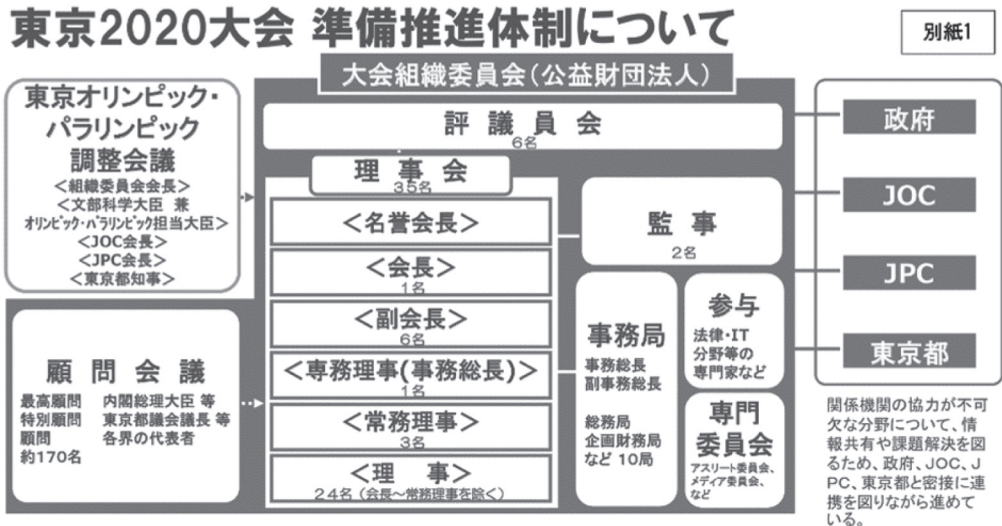 東京2020大会 準備推進体制について
別紙1
大会組織委員会(公益財団法人)
東京オリンピック・
パラリンピック
調整会議
<組織委員会会長>
<文部科学大臣 兼
オリンピック・パラリンピック担当大臣>
<JOC会長>
<JPC会長>
<東京都知事>
顧問会議
最高顧問 内閣総理大臣 等
特別顧問 東京都議会議長 等
顧問 各界の代表者
約170名
評議員会
6名
理事会
35名
<名誉会長>
<会長>
1名
<副会長>
6名
<専務理事(事務総長)>
1名
<常務理事>
3名
<理 事>
24名(会長~常務理事を除く)
監事
2名
事務局
事務総長
副事務総長
総務局
企画財務局
など 10局
参与
法律・IT
分野等の
専門家など
専門
委員会
アスリート委員会、
メディア委員会、
など
政府
JOC
JPC
東京都
関係機関の協力が不可
欠な分野について、情
報共有や課題解決を図
るため、政府、JOC、J
PC、東京都と密接に連
携を図りながら進めて
いる。